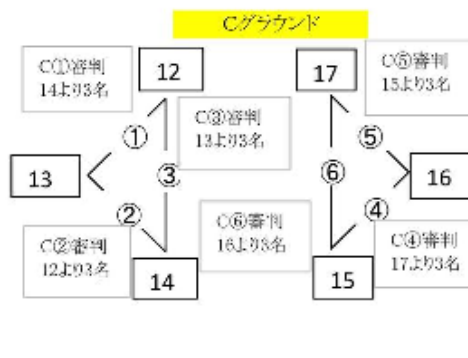 Cグラウンド
C①審判
14より3名
12
17
C⑤審判
15より3名
C③審判
13より3名
①
⑤
13
③
⑥
16
②
④
C②審判
12より3名
C⑥審判
16より3名
C④審判
17より3名
14
15